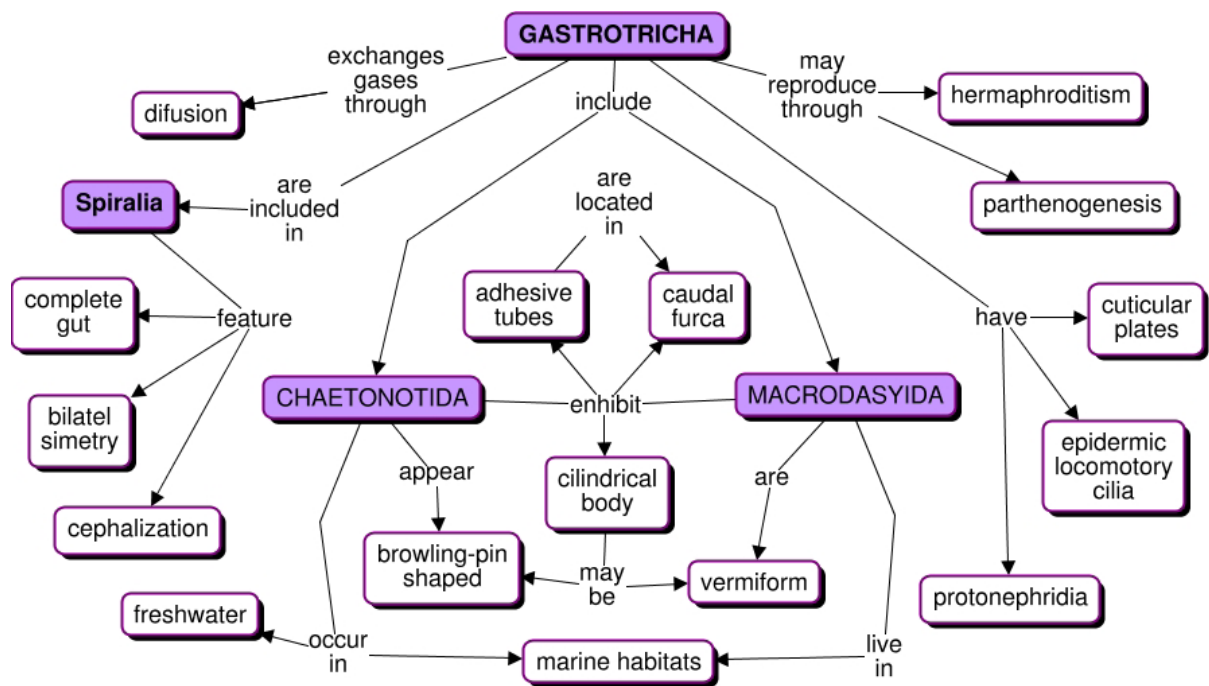 GASTROTRICHA
exchanges
gases
through
difusion
include
may
reproduce
through
hermaphroditism
parthenogenesis
are
included
in
Spiralia
are
located
in
complete
gut
feature
adhesive
tubes
caudal
furca
have
cuticular
plates
bilatel
simetry
CHAETONOTIDA
enhibit
MACRODASYIDA
epidermic
locomotory
cilia
cephalization
appear
cilindrical
body
are
browling-pin
shaped
may
be
vermiform
protonephridia
freshwater
occur
in
marine habitats
live
in